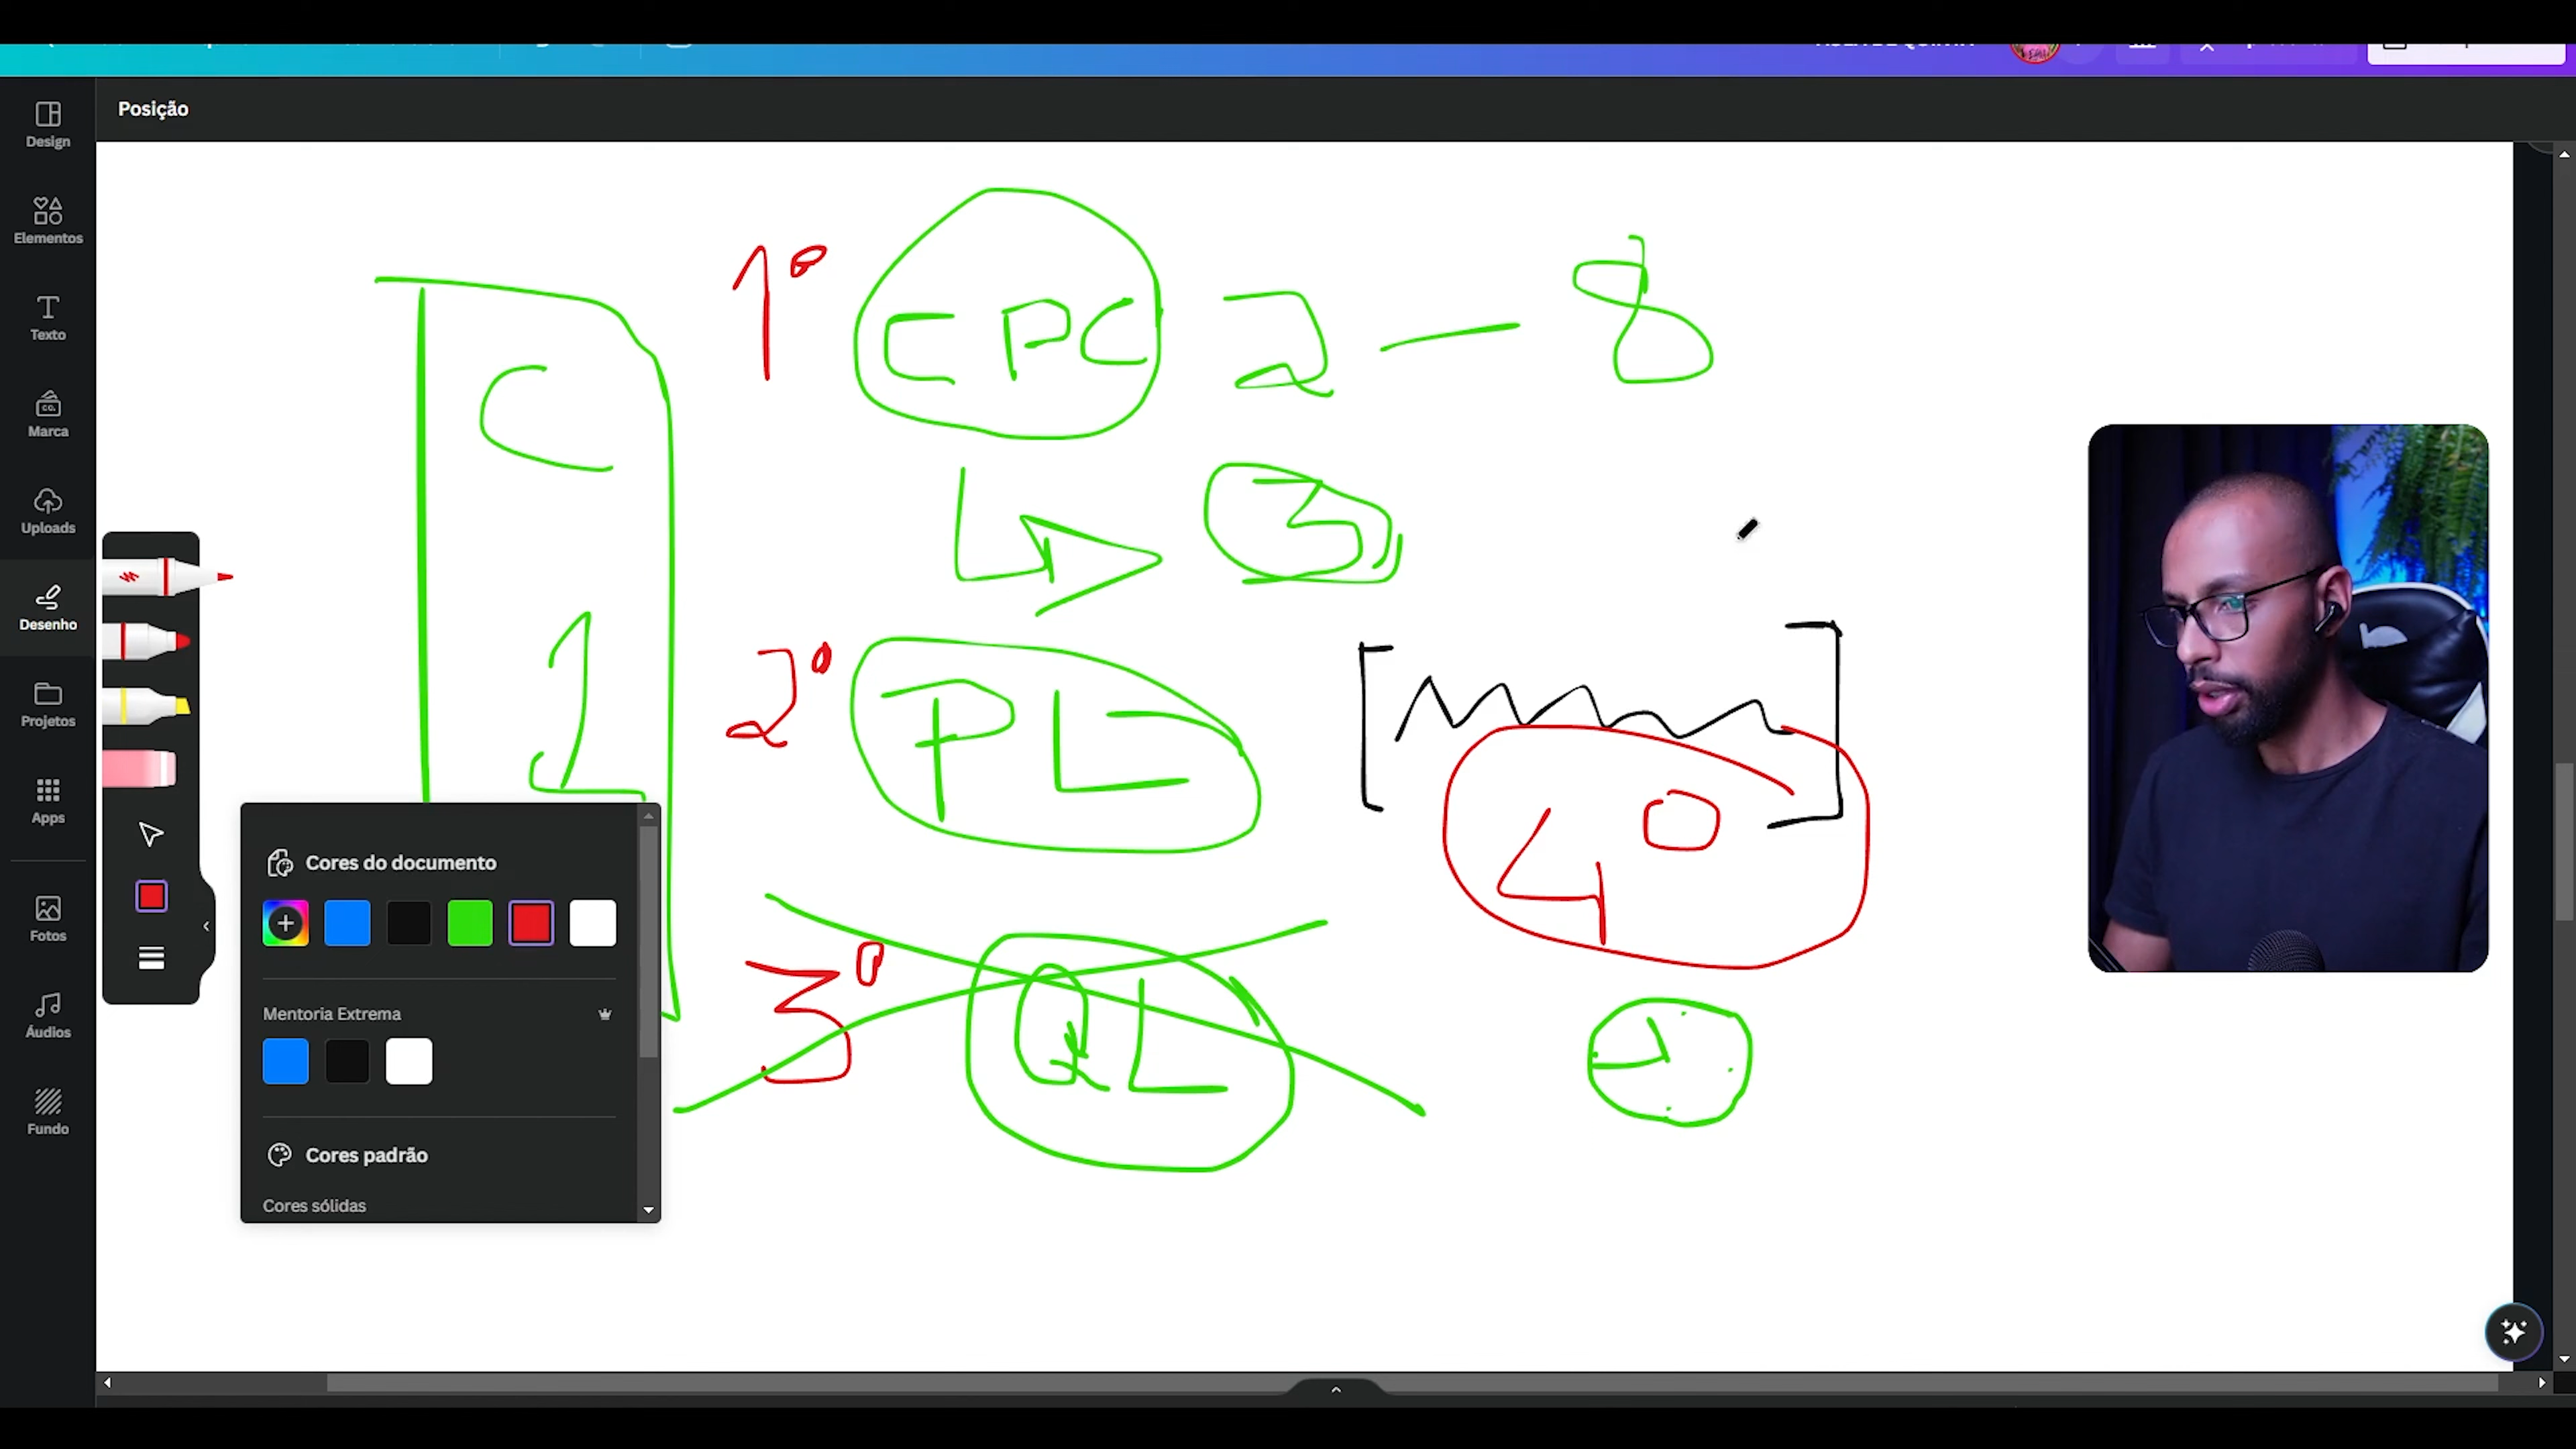 Posição
Design
Elementos
Texto
CO.
Marca
Uploads
Desenho
Projetos
Apps
Fotos
Áudios
Fundo
1º CPC 2 — 8
C
3
1
2º PL
4º
3º QL
Cores do documento
Mentoria Extrema
Cores padrão
Cores sólidas